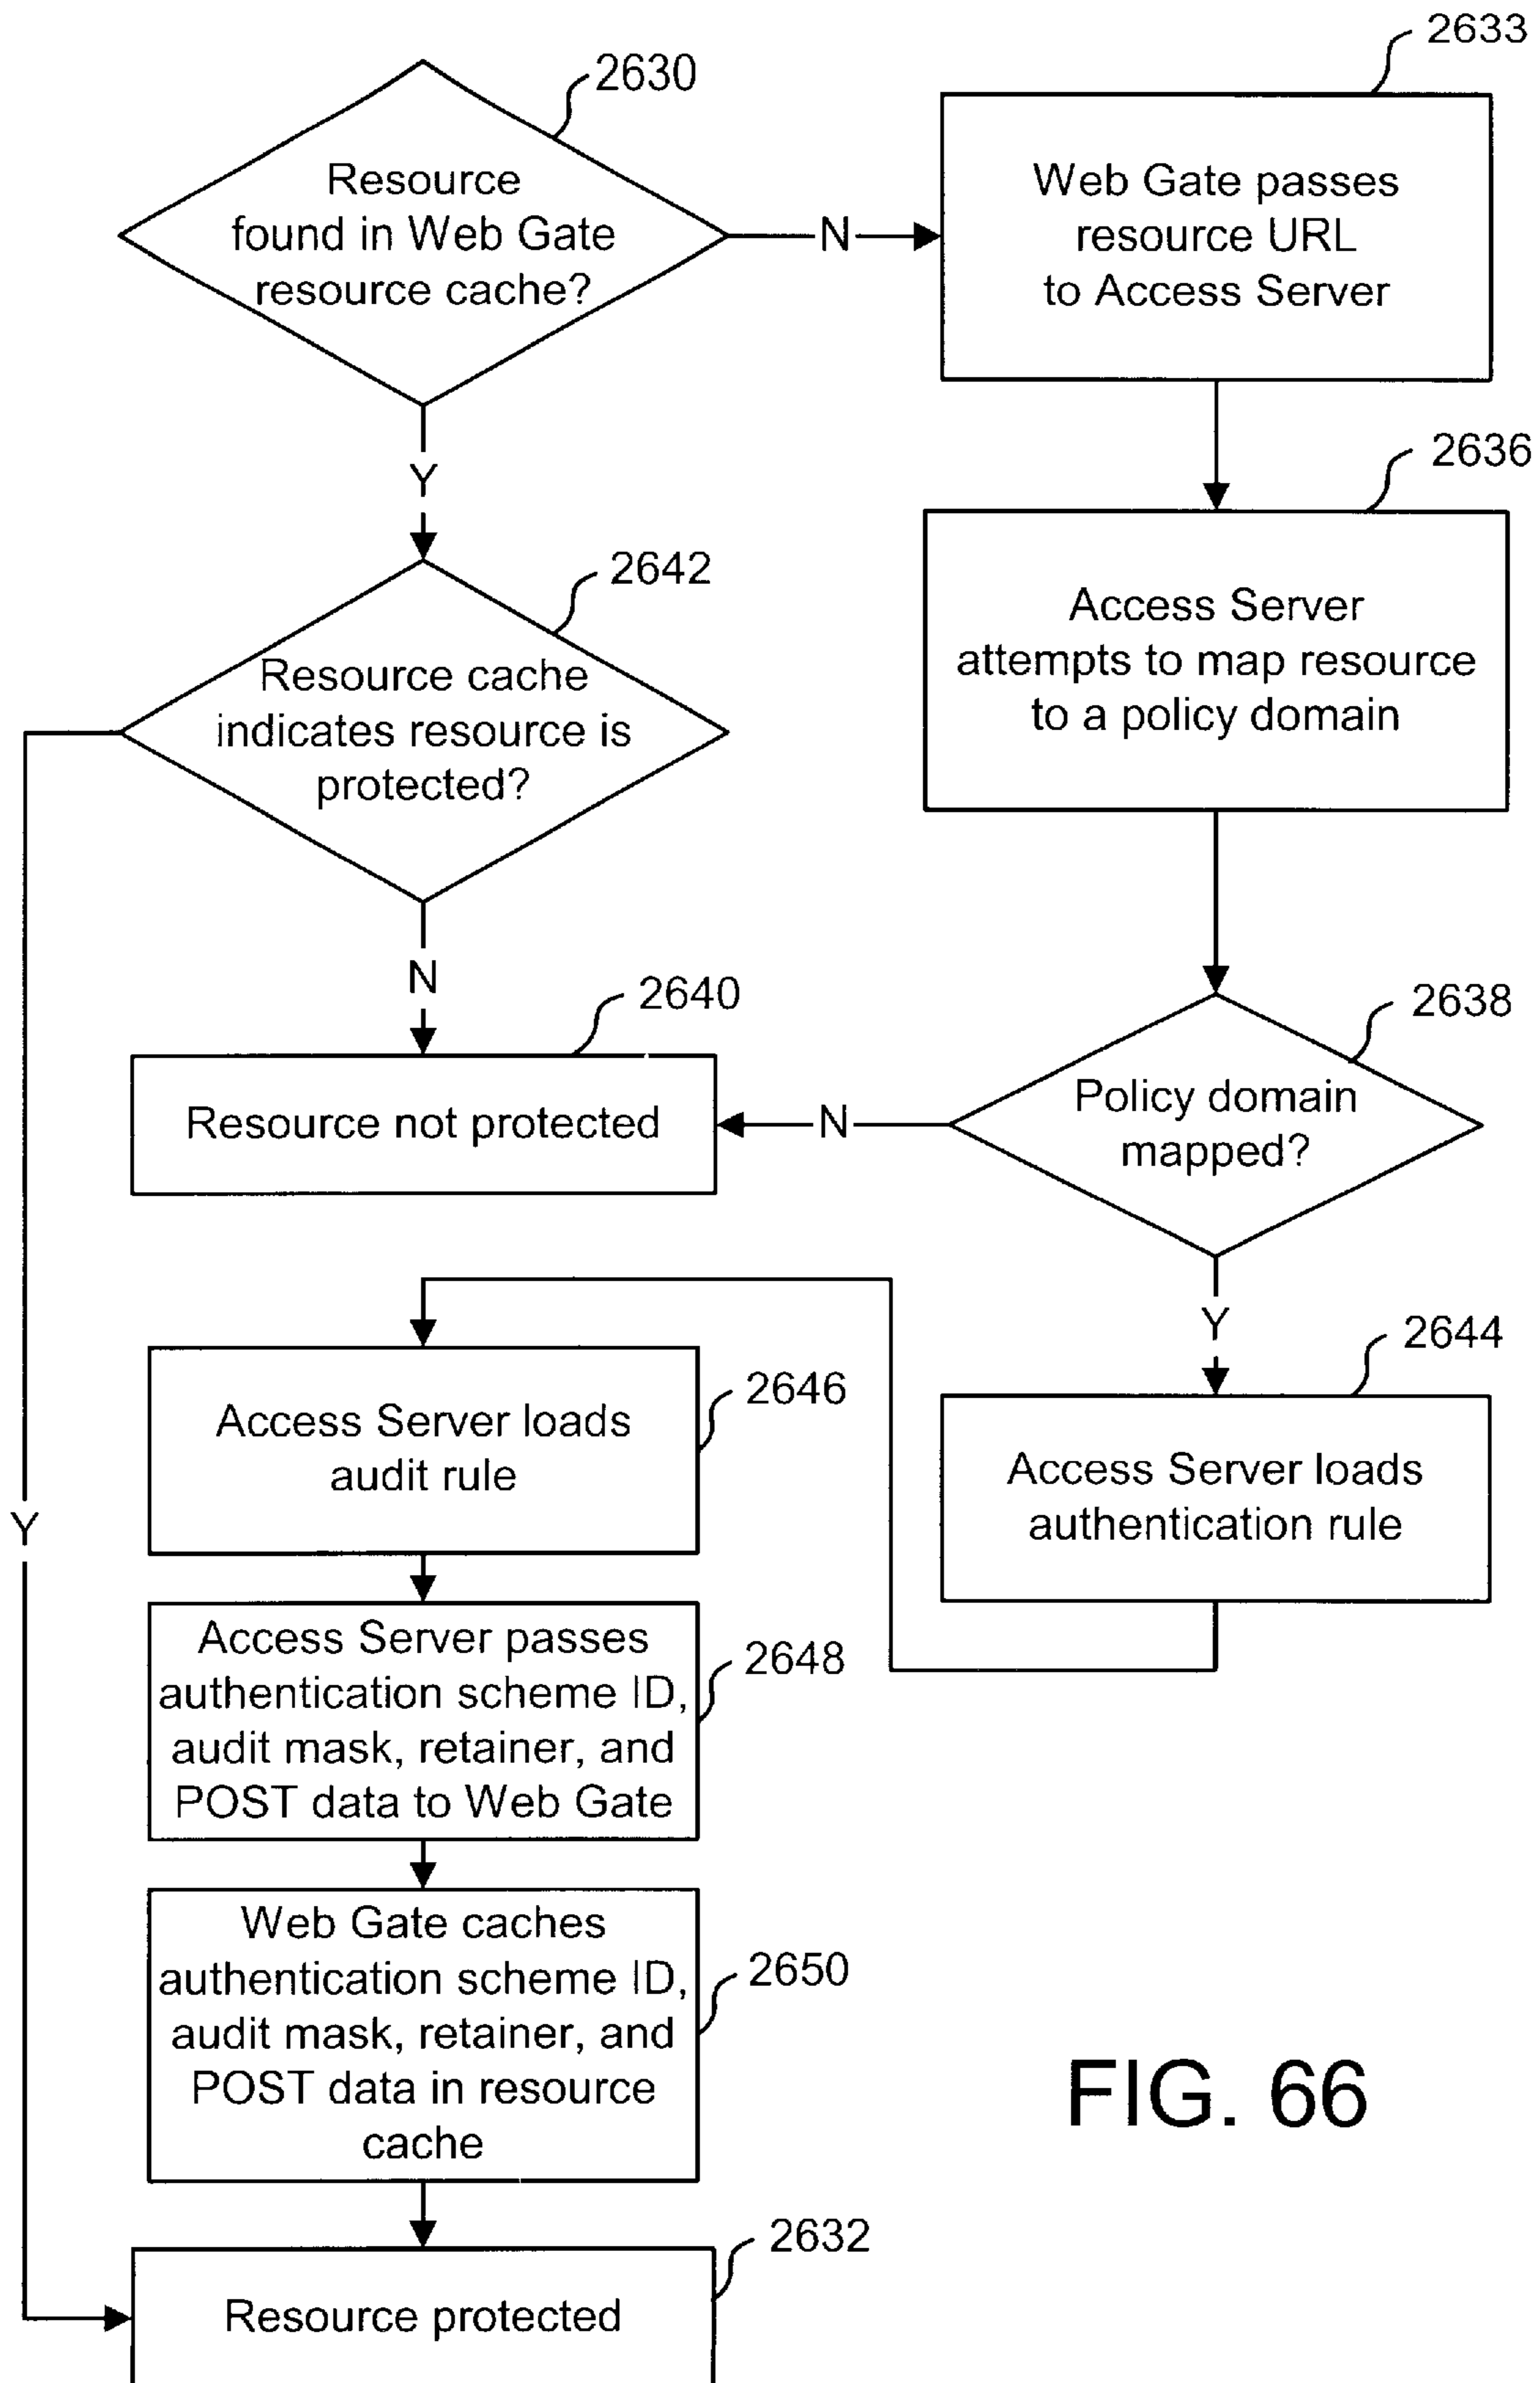 2633
2630
Resource
found in Web Gate
resource cache?
N
Web Gate passes
resource URL
to Access Server
Y
2636
2642
Access Server
attempts to map resource
to a policy domain
Resource cache
indicates resource is
protected?
N
2640
2638
Resource not protected
N
Policy domain
mapped?
Y
2644
2646
Access Server loads
audit rule
Access Server loads
authentication rule
Y
Access Server passes
authentication scheme ID,
audit mask, retainer, and
POST data to Web Gate
2648
Web Gate caches
authentication scheme ID,
audit mask, retainer, and
POST data in resource
cache
2650
FIG. 66
2632
Resource protected